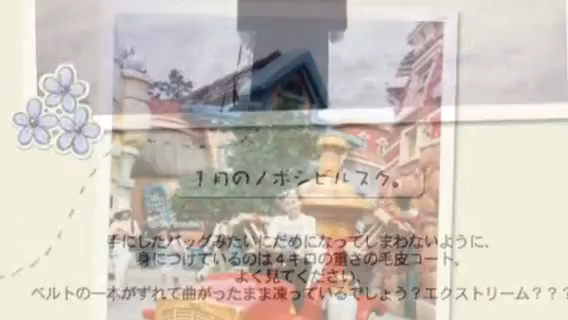 1月のノボシビルスク。
手にしたバッグみたいにだめになってしまわないように、
身につけているのは４キロの重さの毛皮コート。
よく見てください、
ベルトの一本がずれて曲がったまま凍っているでしょう？エクストリーム？？？